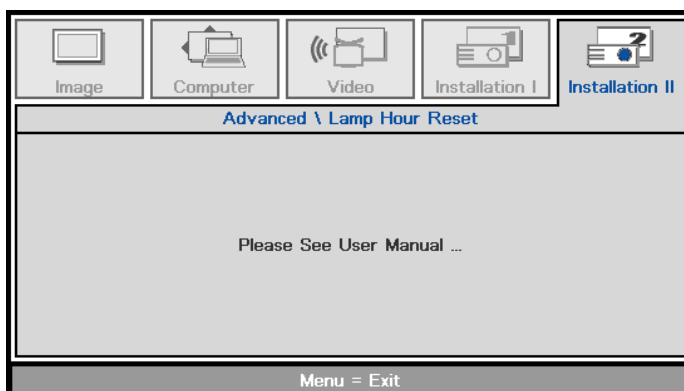 Image Computer Video Installation I Installation II
Advanced \ Lamp Hour Reset
Please See User Manual ...
Menu = Exit